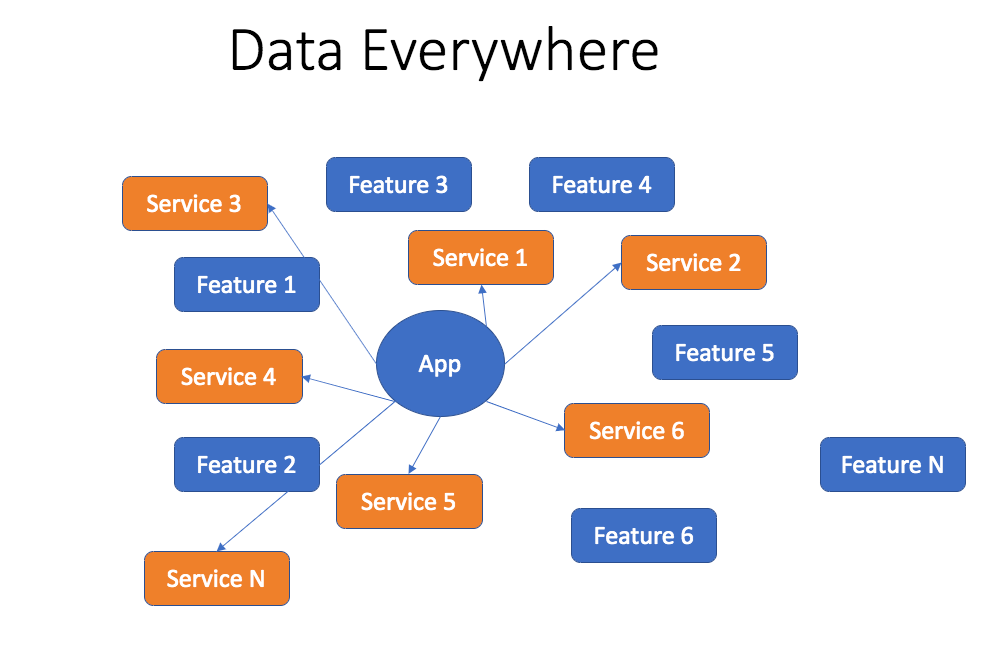 Data Everywhere
Feature 3
Feature 4
Service 3
Service 1
Service 2
Feature 1
Feature 5
App
Service 4
Service 6
Feature 2
Feature N
Service 5
Feature 6
Service N